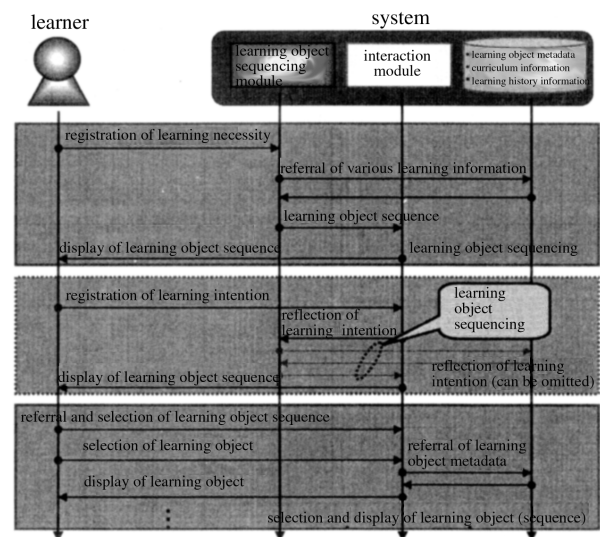 learner
system
learning object
sequencing
module
interaction
module
learning object metadata
curriculum information
learning history information
registration of learning necessity
referral of various learning information
learning object sequence
display of learning object sequence
learning object sequencing
registration of learning intention
learning
object
sequencing
reflection of
learning intention
display of learning object sequence
reflection of learning
intention (can be omitted)
referral and selection of learning object sequence
selection of learning object
referral of learning
object metadata
display of learning object
selection and display of learning object (sequence)